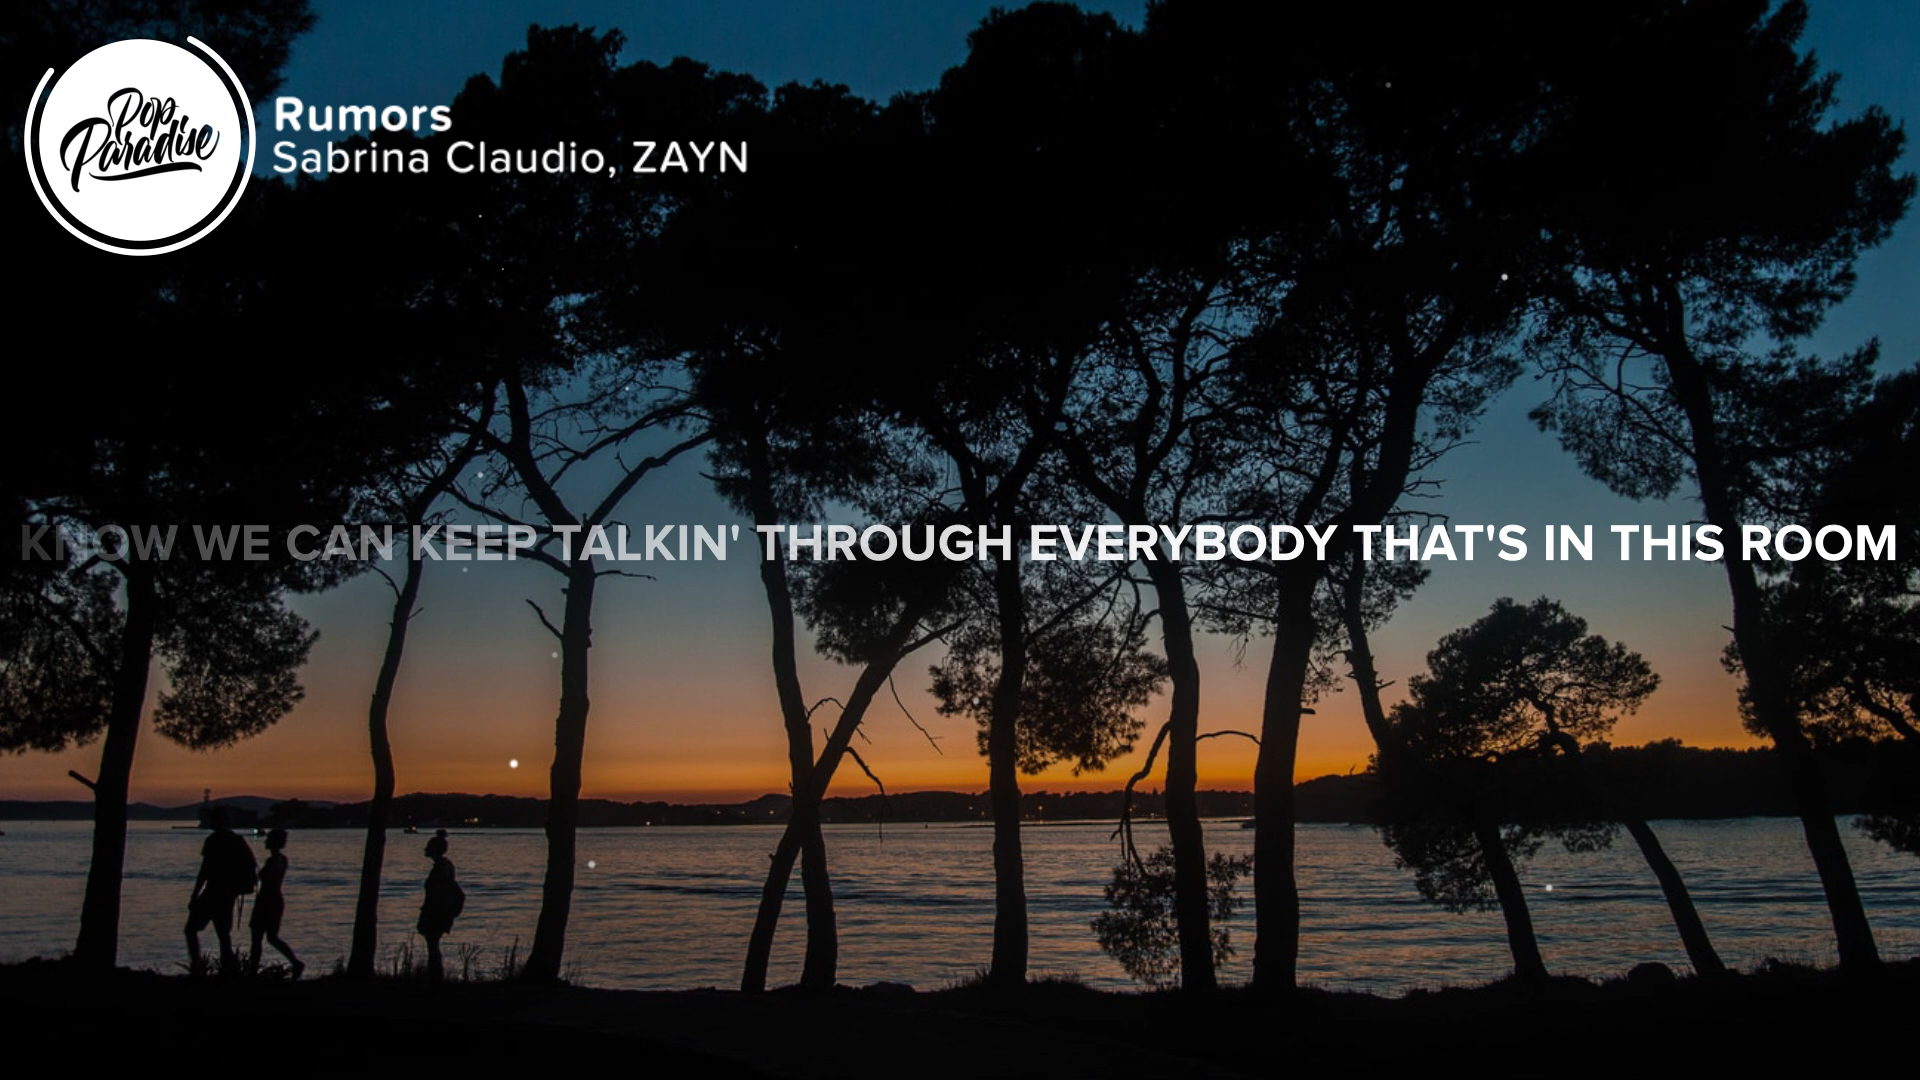 Pop
Paradise
Rumors
Sabrina Claudio, ZAYN
KNOW WE CAN KEEP TALKIN' THROUGH EVERYBODY THAT'S IN THIS ROOM